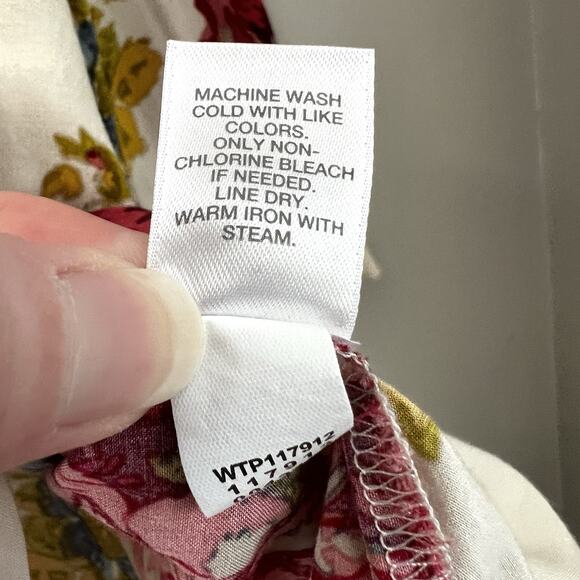 MACHINE WASH
COLD WITH LIKE
COLORS.
ONLY NON-
CHLORINE BLEACH
IF NEEDED.
LINE DRY.
WARM IRON WITH
STEAM.
WTP117912